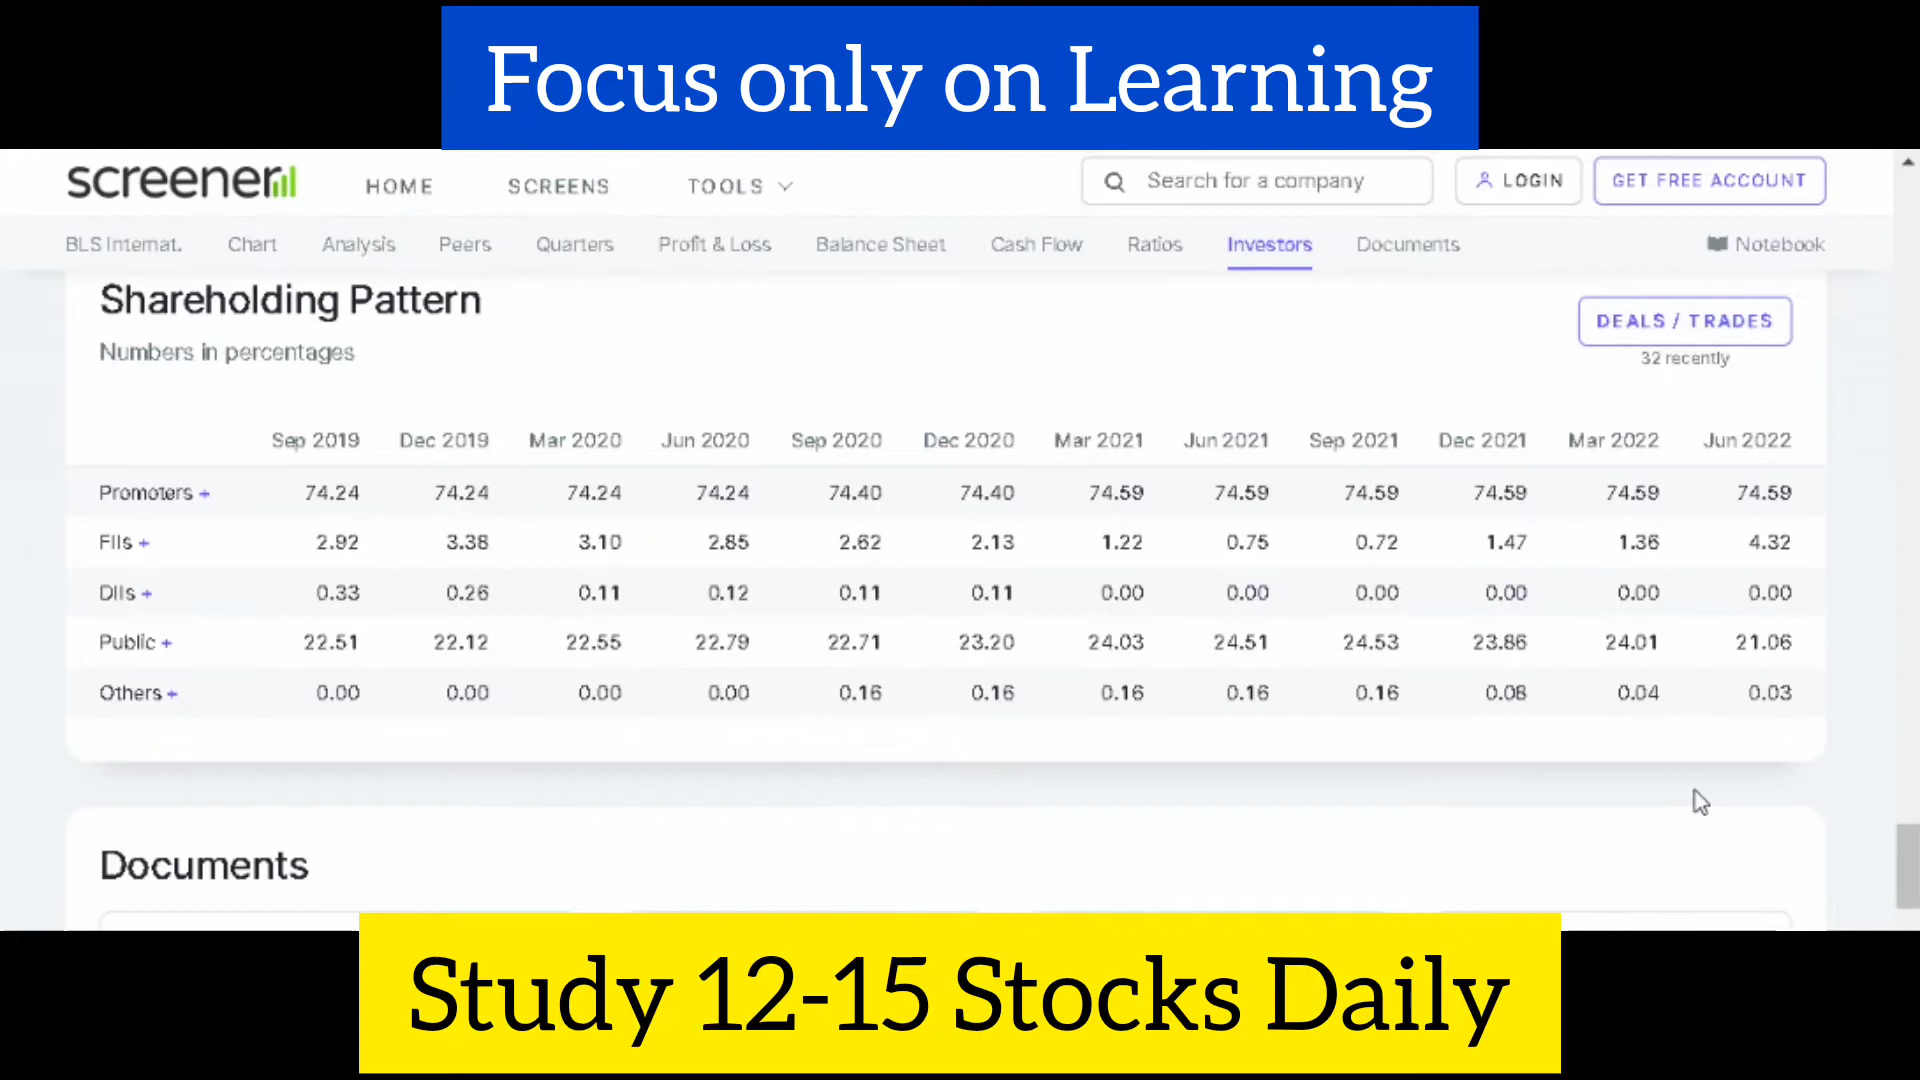 Focus only on Learning
screener HOME SCREENS TOOLS Search for a company LOGIN GET FREE ACCOUNT
BLS Internat. Chart Analysis Peers Quarters Profit & Loss Balance Sheet Cash Flow Ratios Investors Documents Notebook
Shareholding Pattern
DEALS / TRADES
Numbers in percentages
32 recently
Sep 2019 Dec 2019 Mar 2020 Jun 2020 Sep 2020 Dec 2020 Mar 2021 Jun 2021 Sep 2021 Dec 2021 Mar 2022 Jun 2022
Promoters + 74.24 74.24 74.24 74.24 74.40 74.40 74.59 74.59 74.59 74.59 74.59 74.59
FIIs + 2.92 3.38 3.10 2.85 2.62 2.13 1.22 0.75 0.72 1.47 1.36 4.32
DIIs + 0.33 0.26 0.11 0.12 0.11 0.11 0.00 0.00 0.00 0.00 0.00 0.00
Public + 22.51 22.12 22.55 22.79 22.71 23.20 24.03 24.51 24.53 23.86 24.01 21.06
Others + 0.00 0.00 0.00 0.00 0.16 0.16 0.16 0.16 0.16 0.08 0.04 0.03
Documents
Study 12-15 Stocks Daily